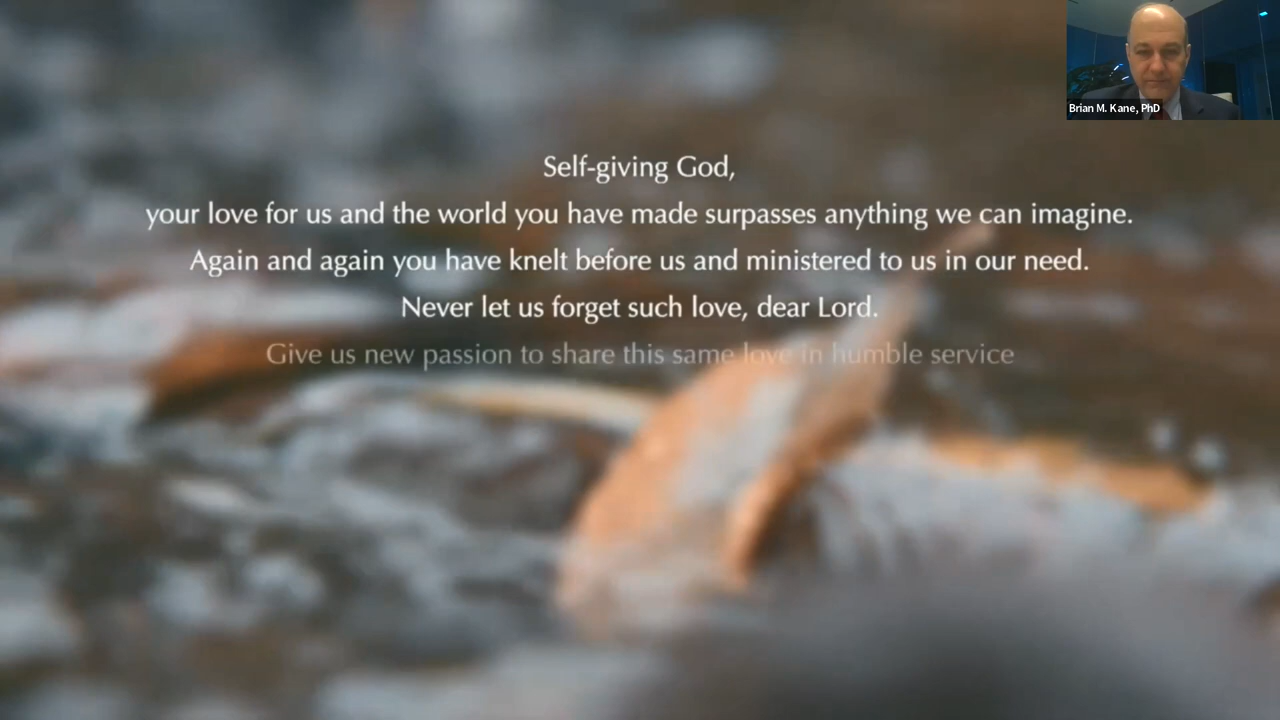 Brian M. Kane, PhD
Self-giving God,
your love for us and the world you have made surpasses anything we can imagine.
Again and again you have knelt before us and ministered to us in our need.
Never let us forget such love, dear Lord.
Give us new passion to share this same love in humble service